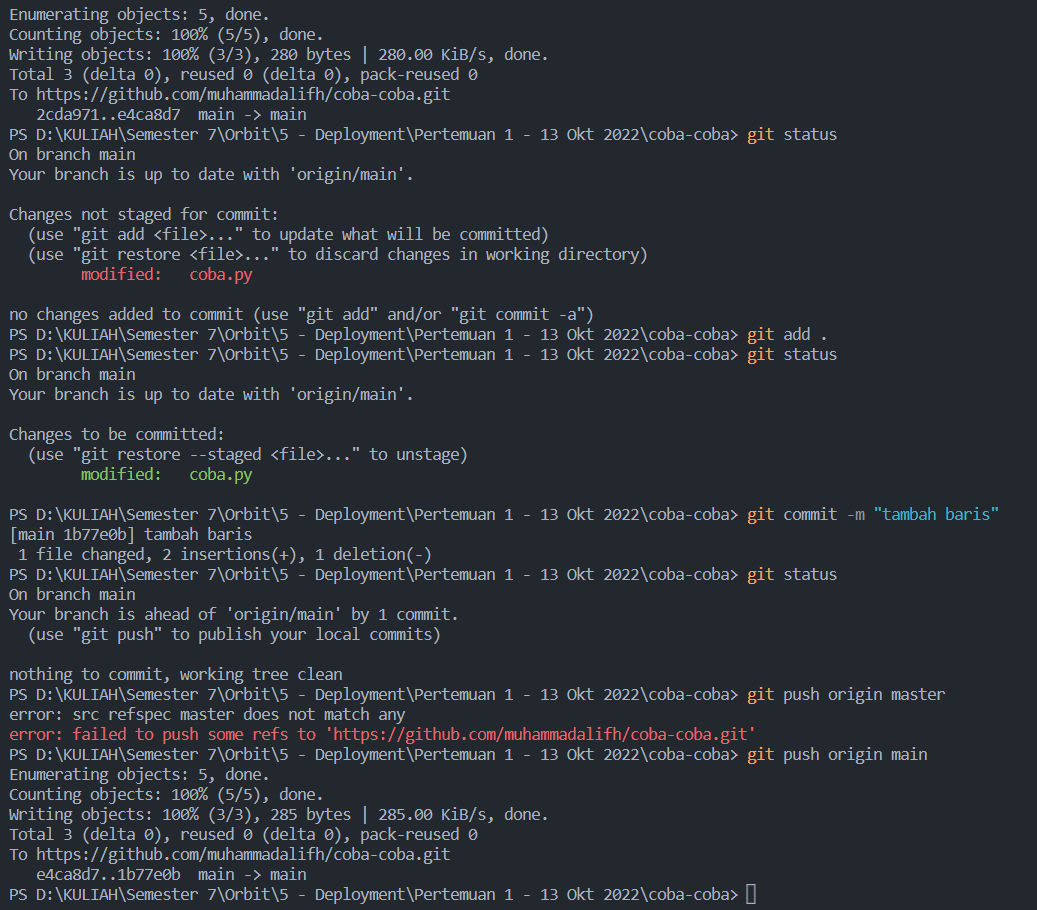 Enumerating objects: 5, done.
Counting objects: 100% (5/5), done.
Writing objects: 100% (3/3), 280 bytes | 280.00 KiB/s, done.
Total 3 (delta 0), reused 0 (delta 0), pack-reused 0
To https://github.com/muhammadalifh/coba-coba.git
   2cda971..e4ca8d7  main -> main
PS D:\KULIAH\Semester 7\Orbit\5 - Deployment\Pertemuan 1 - 13 Okt 2022\coba-coba> git status
On branch main
Your branch is up to date with 'origin/main'.

Changes not staged for commit:
  (use "git add <file>..." to update what will be committed)
  (use "git restore <file>..." to discard changes in working directory)
        modified:   coba.py

no changes added to commit (use "git add" and/or "git commit -a")
PS D:\KULIAH\Semester 7\Orbit\5 - Deployment\Pertemuan 1 - 13 Okt 2022\coba-coba> git add .
PS D:\KULIAH\Semester 7\Orbit\5 - Deployment\Pertemuan 1 - 13 Okt 2022\coba-coba> git status
On branch main
Your branch is up to date with 'origin/main'.

Changes to be committed:
  (use "git restore --staged <file>..." to unstage)
        modified:   coba.py

PS D:\KULIAH\Semester 7\Orbit\5 - Deployment\Pertemuan 1 - 13 Okt 2022\coba-coba> git commit -m "tambah baris"
[main 1b77e0b] tambah baris
 1 file changed, 2 insertions(+), 1 deletion(-)
PS D:\KULIAH\Semester 7\Orbit\5 - Deployment\Pertemuan 1 - 13 Okt 2022\coba-coba> git status
On branch main
Your branch is ahead of 'origin/main' by 1 commit.
  (use "git push" to publish your local commits)

nothing to commit, working tree clean
PS D:\KULIAH\Semester 7\Orbit\5 - Deployment\Pertemuan 1 - 13 Okt 2022\coba-coba> git push origin master
error: src refspec master does not match any
error: failed to push some refs to 'https://github.com/muhammadalifh/coba-coba.git'
PS D:\KULIAH\Semester 7\Orbit\5 - Deployment\Pertemuan 1 - 13 Okt 2022\coba-coba> git push origin main
Enumerating objects: 5, done.
Counting objects: 100% (5/5), done.
Writing objects: 100% (3/3), 285 bytes | 285.00 KiB/s, done.
Total 3 (delta 0), reused 0 (delta 0), pack-reused 0
To https://github.com/muhammadalifh/coba-coba.git
   e4ca8d7..1b77e0b  main -> main
PS D:\KULIAH\Semester 7\Orbit\5 - Deployment\Pertemuan 1 - 13 Okt 2022\coba-coba>